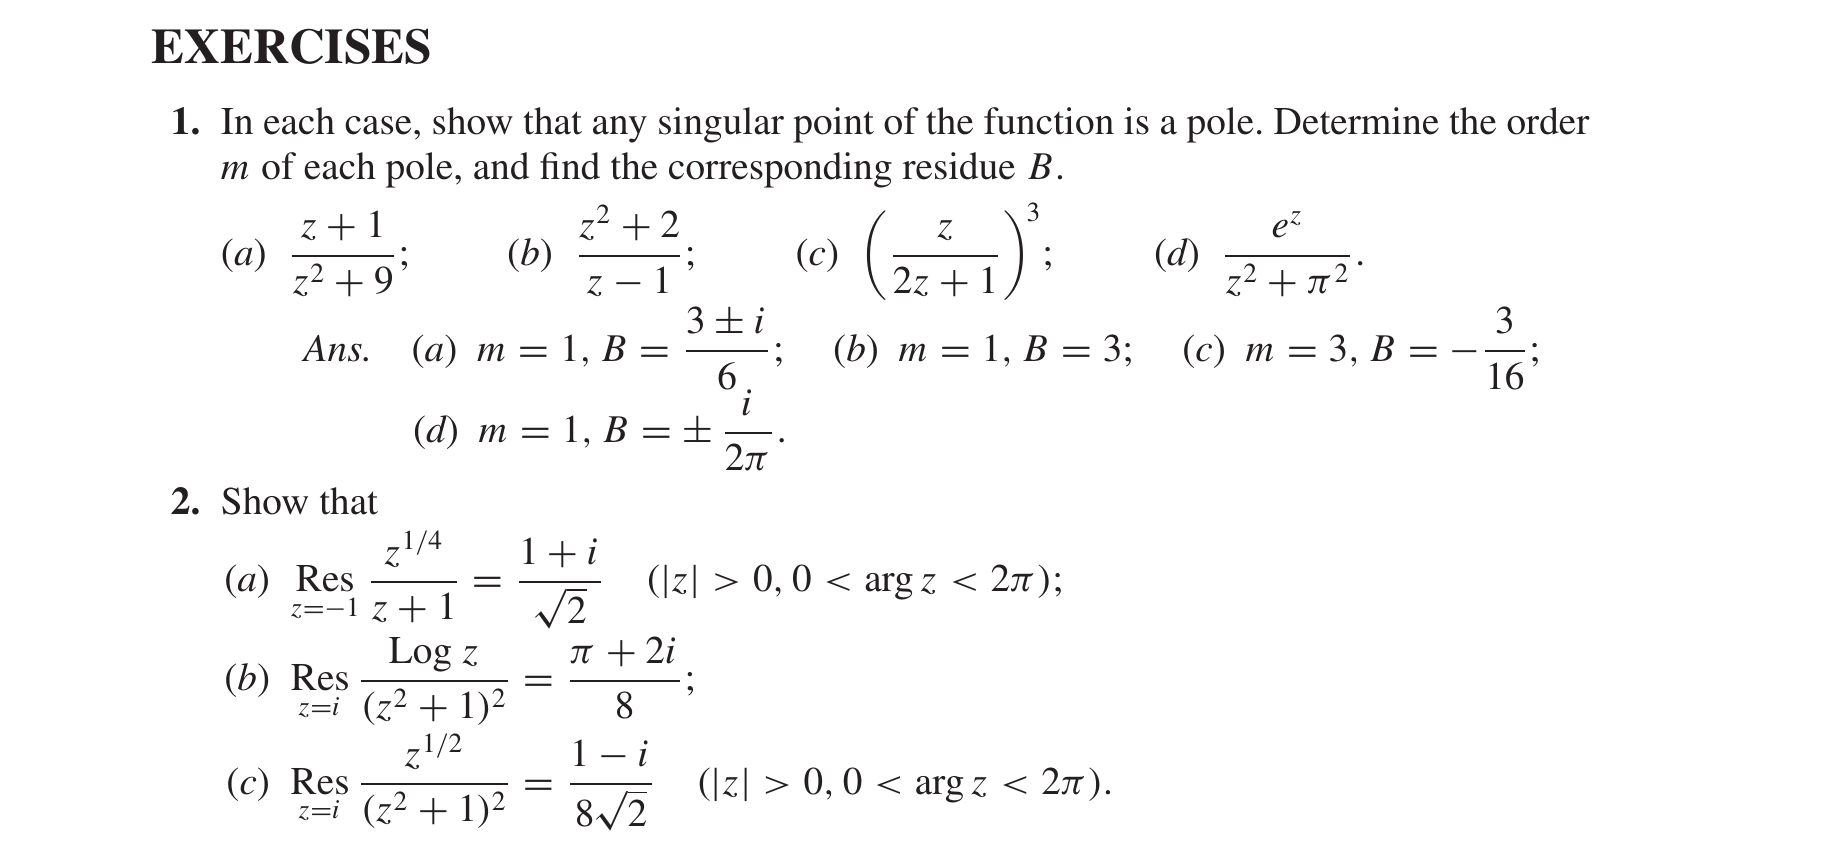 EXERCISES
1. In each case, show that any singular point of the function is a pole. Determine the order
m of each pole, and find the corresponding residue B.
(a) \frac{z + 1}{z^2 + 9}; (b) \frac{z^2 + 2}{z - 1}; (c) \left(\frac{z}{2z + 1}\right)^3; (d) \frac{e^z}{z^2 + \pi^2}.
Ans. (a) m = 1, B = \frac{3 \pm i}{6}; (b) m = 1, B = 3; (c) m = 3, B = -\frac{3}{16};
(d) m = 1, B = \pm \frac{i}{2\pi}.
2. Show that
(a) \operatorname{Res}_{z=-1} \frac{z^{1/4}}{z + 1} = \frac{1 + i}{\sqrt{2}} (|z| > 0, 0 < arg z < 2π);
(b) \operatorname{Res}_{z=i} \frac{Log z}{(z^2 + 1)^2} = \frac{\pi + 2i}{8};
(c) \operatorname{Res}_{z=i} \frac{z^{1/2}}{(z^2 + 1)^2} = \frac{1 - i}{8\sqrt{2}} (|z| > 0, 0 < arg z < 2π).